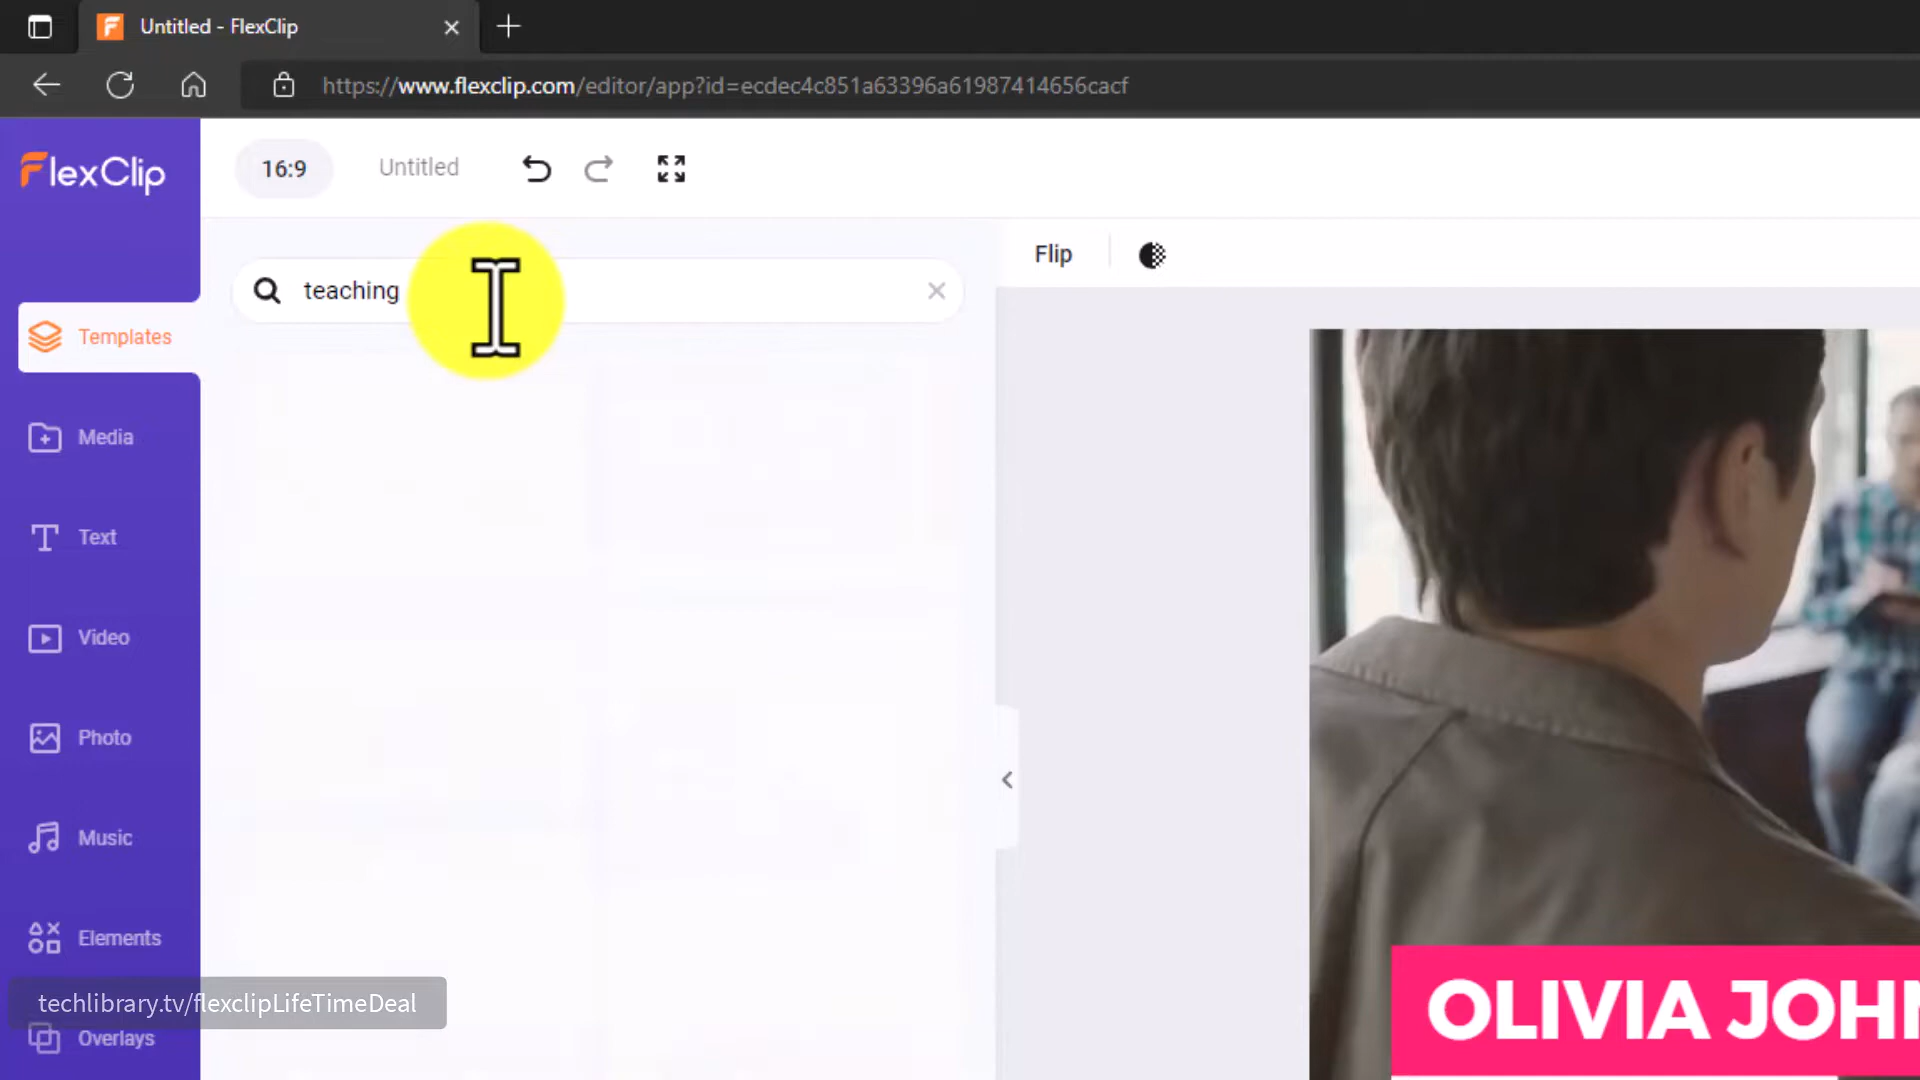 Untitled - FlexClip
https://www.flexclip.com/editor/app?id=ecdec4c851a63396a61987414656cacf
FlexClip
16:9
Untitled
teaching
Flip
Templates
Media
Text
Video
Photo
Music
Elements
techlibrary.tv/flexclipLifeTimeDeal
Overlays
OLIVIA JOHN